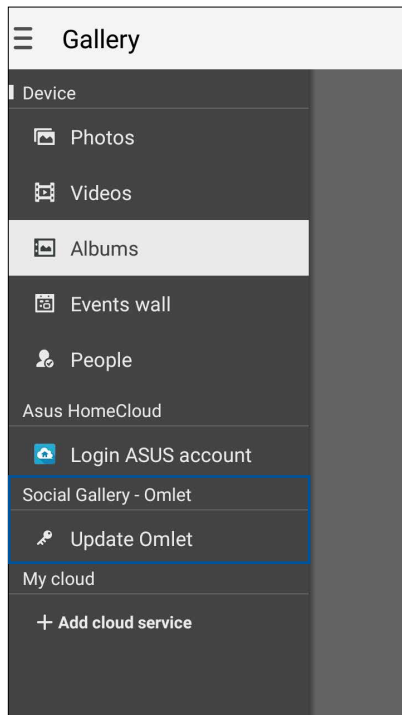 Gallery
Device
Photos
Videos
Albums
Events wall
People
Asus HomeCloud
Login ASUS account
Social Gallery - Omlet
Update Omlet
My cloud
+ Add cloud service